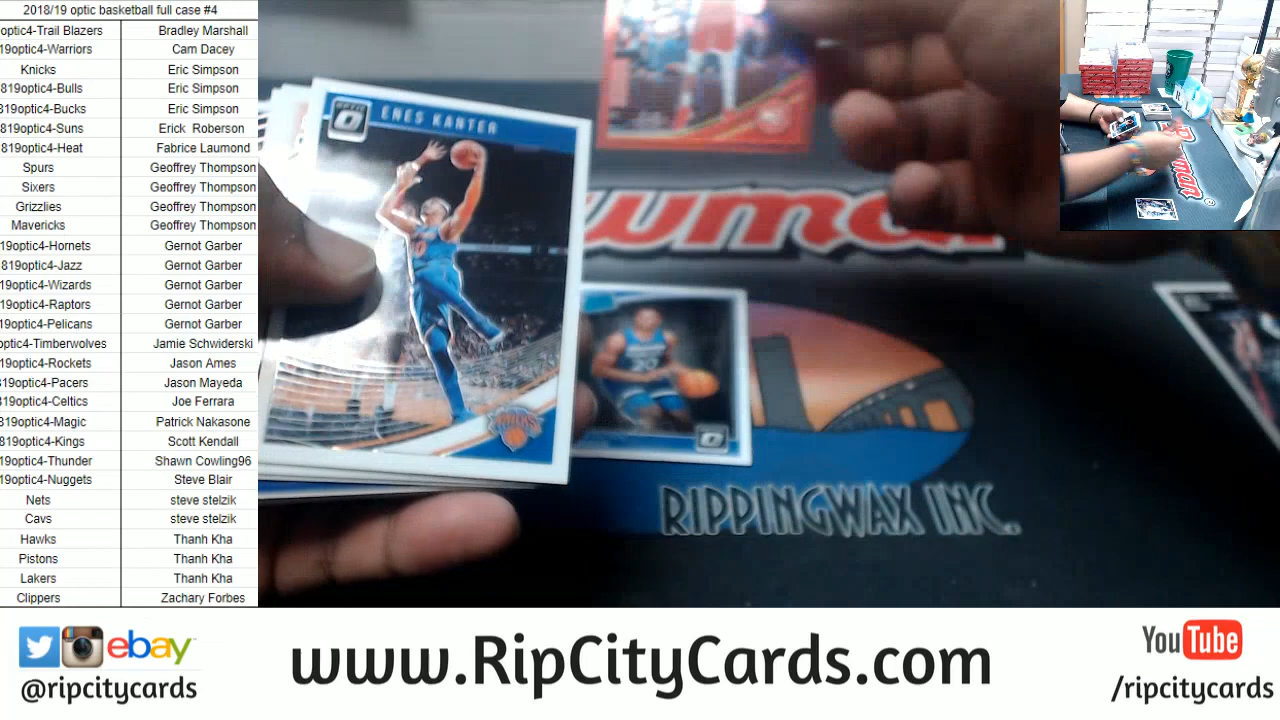 2018/19 optic basketball full case #4
optic4-Trail Blazers Bradley Marshall
19optic4-Warriors Cam Dacey
Knicks Eric Simpson
819optic4-Bulls Eric Simpson
819optic4-Bucks Eric Simpson
819optic4-Suns Erick Roberson
819optic4-Heat Fabrice Laumond
Spurs Geoffrey Thompson
Sixers Geoffrey Thompson
Grizzlies Geoffrey Thompson
Mavericks Geoffrey Thompson
19optic4-Hornets Gernot Garber
819optic4-Jazz Gernot Garber
19optic4-Wizards Gernot Garber
19optic4-Raptors Gernot Garber
19optic4-Pelicans Gernot Garber
optic4-Timberwolves Jamie Schwiderski
19optic4-Rockets Jason Ames
819optic4-Pacers Jason Mayeda
819optic4-Celtics Joe Ferrara
819optic4-Magic Patrick Nakasone
819optic4-Kings Scott Kendall
19optic4-Thunder Shawn Cowling96
19optic4-Nuggets Steve Blair
Nets steve stelzik
Cavs steve stelzik
Hawks Thanh Kha
Pistons Thanh Kha
Lakers Thanh Kha
Clippers Zachary Forbes
OPTIC
ENES KANTER
KNICKS
RIPPINGWAX INC.
ebay
@ripcitycards
www.RipCityCards.com
YouTube
/ripcitycards